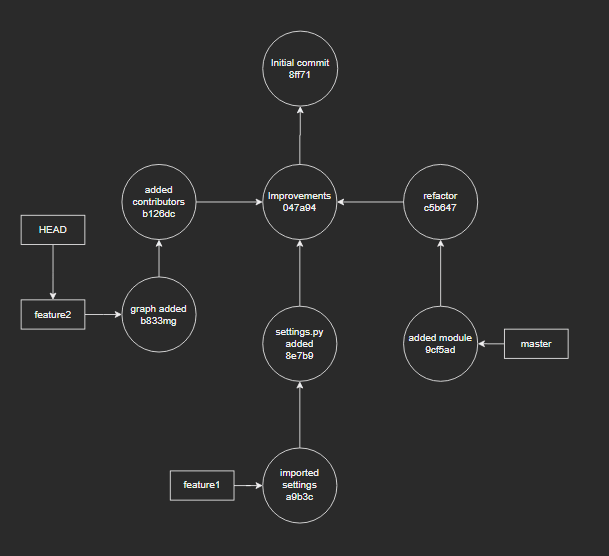 Initial commit
8ff71
added
contributors
b126dc
Improvements
047a94
refactor
c5b647
HEAD
feature2
graph added
b833mg
settings.py
added
8e7b9
added module
9cf5ad
master
feature1
imported
settings
a9b3c